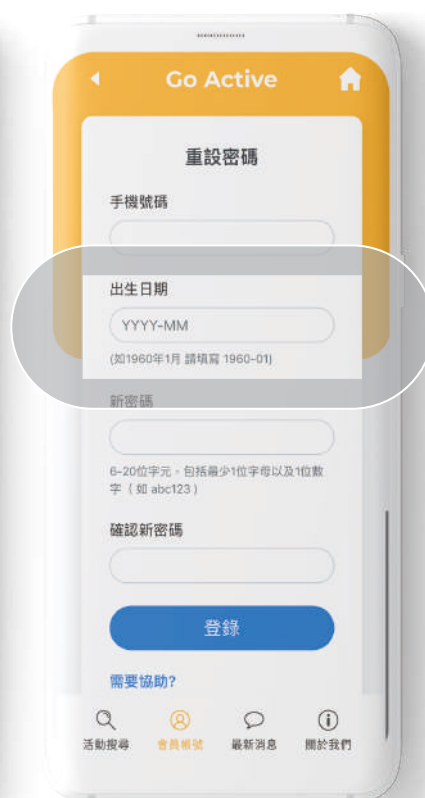 Go Active
重設密碼
手機號碼
出生日期
YYYY-MM
(如1960年1月 請填寫 1960-01)
新密碼
6-20位字元，包括最少1位字母以及1位數
字（如 abc123）
確認新密碼
登錄
需要協助?
活動搜尋 會員帳號 最新消息 關於我們